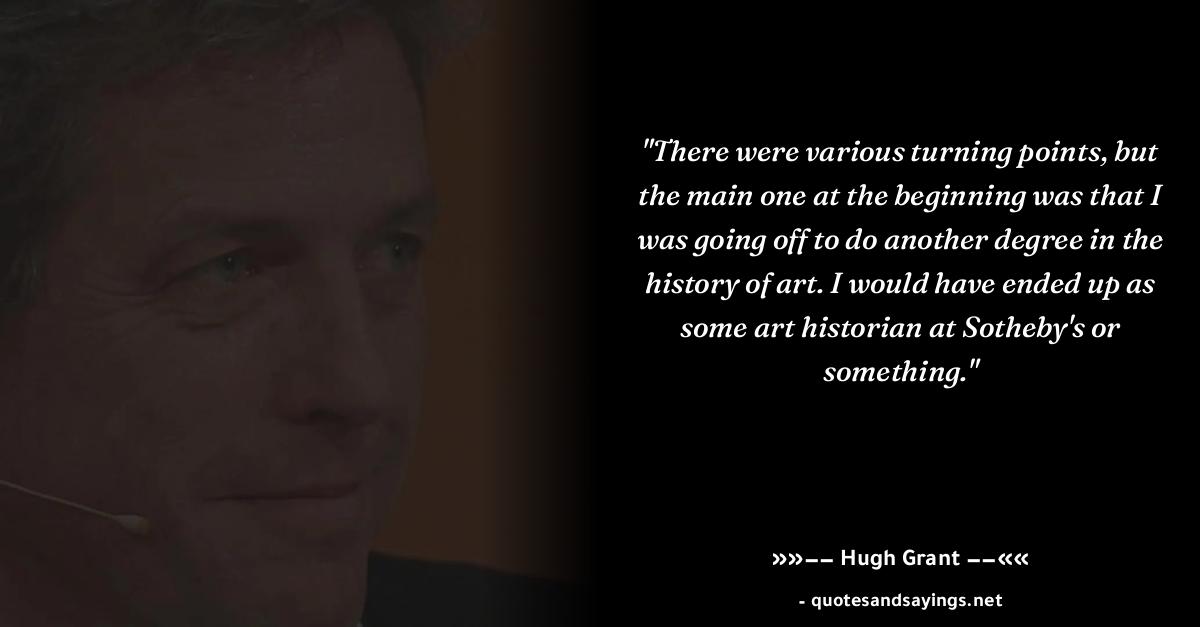 "There were various turning points, but
the main one at the beginning was that I
was going off to do another degree in the
history of art. I would have ended up as
some art historian at Sotheby's or
something."
»»–– Hugh Grant ––««
- quotesandsayings.net